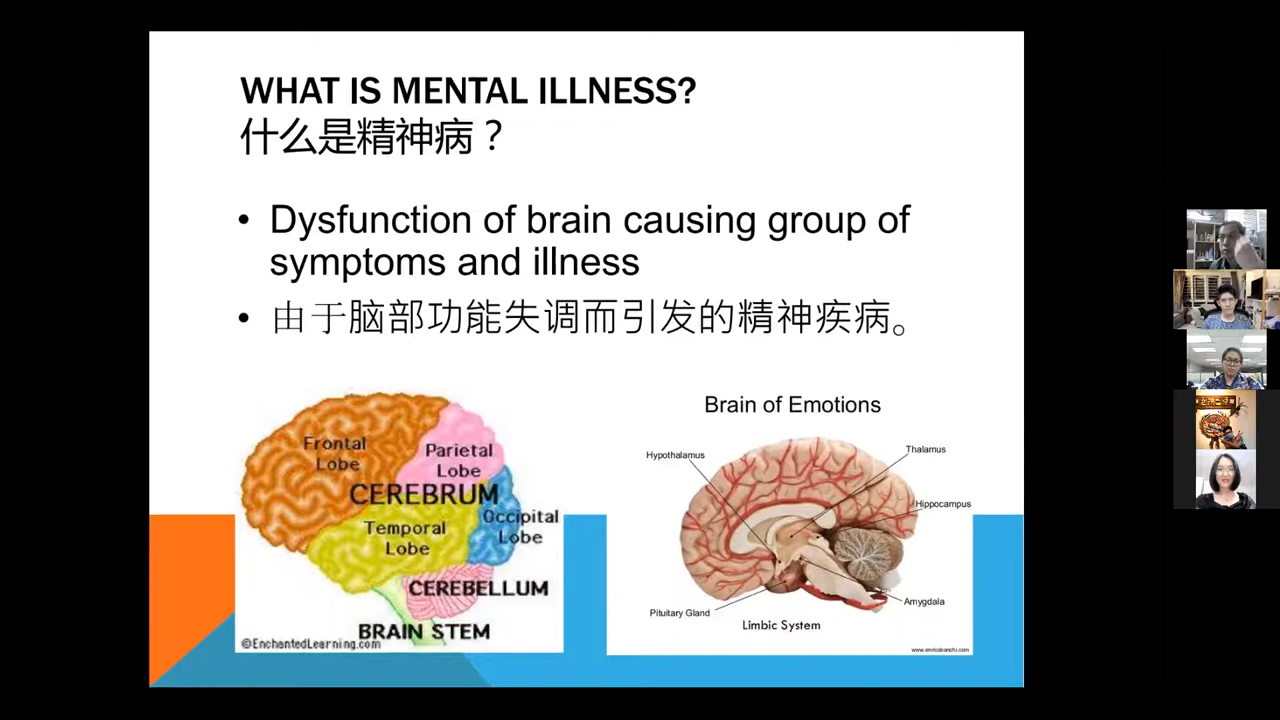 WHAT IS MENTAL ILLNESS?
什么是精神病？
• Dysfunction of brain causing group of
symptoms and illness
• 由于脑部功能失调而引发的精神疾病。
Frontal
Lobe
Parietal
Lobe
CEREBRUM
Temporal
Lobe
Occipital
Lobe
CEREBELLUM
BRAIN STEM
©EnchantedLearning.com
Brain of Emotions
Hypothalamus
Thalamus
Hippocampus
Amygdala
Pituitary Gland
Limbic System